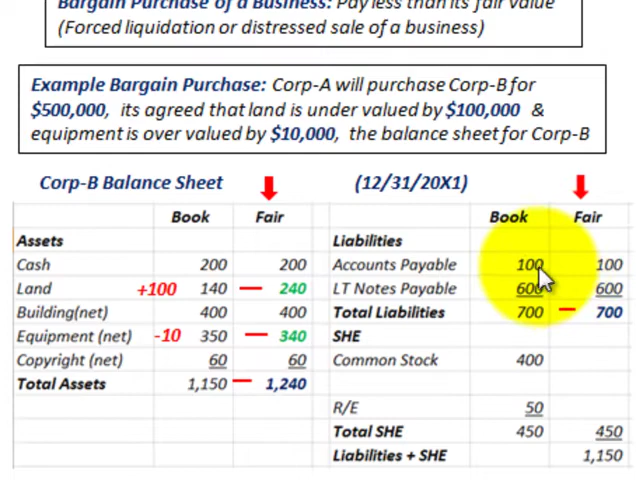 Bargain Purchase of a Business: Pay less than its fair value
(Forced liquidation or distressed sale of a business)
Example Bargain Purchase: Corp-A will purchase Corp-B for
$500,000, its agreed that land is under valued by $100,000 &
equipment is over valued by $10,000, the balance sheet for Corp-B
Corp-B Balance Sheet (12/31/20X1)
Book Fair Book Fair
Assets Liabilities
Cash 200 200 Accounts Payable 100 100
Land +100 140 — 240 LT Notes Payable 600 600
Building(net) 400 400 Total Liabilities 700 — 700
Equipment (net) -10 350 — 340 SHE
Copyright (net) 60 60 Common Stock 400
Total Assets 1,150 — 1,240
R/E 50
Total SHE 450 450
Liabilities + SHE 1,150